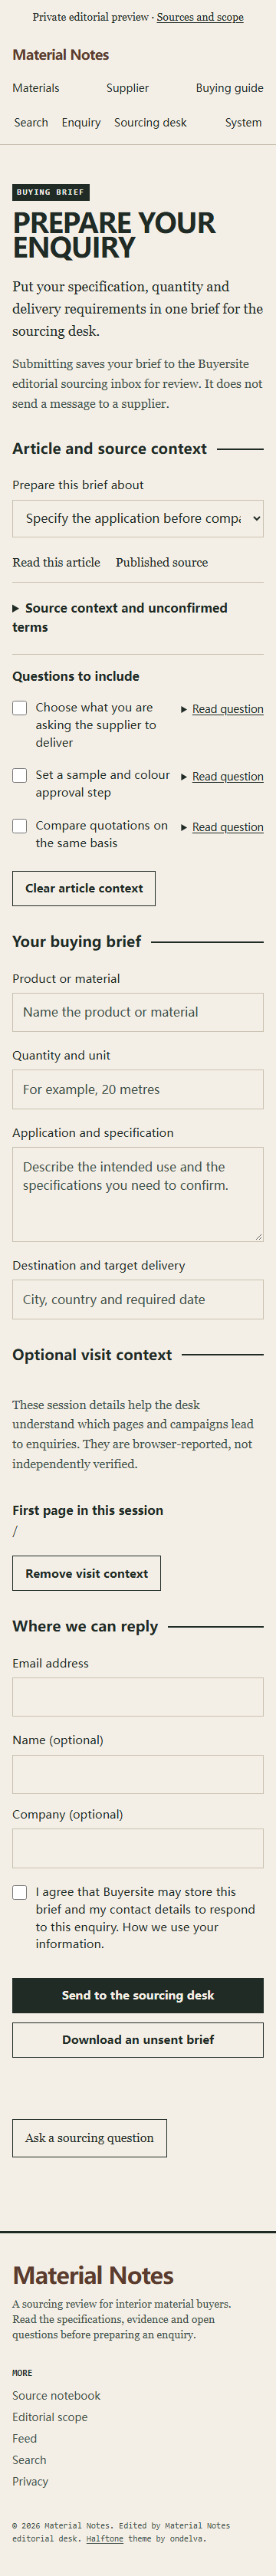 Private editorial preview · Sources and scope
Material Notes
Materials Supplier Buying guide
Search Enquiry Sourcing desk System
BUYING BRIEF
PREPARE YOUR
ENQUIRY
Put your specification, quantity and
delivery requirements in one brief for the
sourcing desk.
Submitting saves your brief to the Buyersite
editorial sourcing inbox for review. It does not
send a message to a supplier.
Article and source context
Prepare this brief about
Specify the application before compa
Read this article Published source
Source context and unconfirmed
terms
Questions to include
Choose what you are
asking the supplier to
deliver
Read question
Set a sample and colour
approval step
Read question
Compare quotations on
the same basis
Read question
Clear article context
Your buying brief
Product or material
Name the product or material
Quantity and unit
For example, 20 metres
Application and specification
Describe the intended use and the
specifications you need to confirm.
Destination and target delivery
City, country and required date
Optional visit context
These session details help the desk
understand which pages and campaigns lead
to enquiries. They are browser-reported, not
independently verified.
First page in this session
/
Remove visit context
Where we can reply
Email address
Name (optional)
Company (optional)
I agree that Buyersite may store this
brief and my contact details to respond
to this enquiry. How we use your
information.
Send to the sourcing desk
Download an unsent brief
Ask a sourcing question
Material Notes
A sourcing review for interior material buyers.
Read the specifications, evidence and open
questions before preparing an enquiry.
MORE
Source notebook
Editorial scope
Feed
Search
Privacy
© 2026 Material Notes. Edited by Material Notes
editorial desk. Halftone theme by ondelva.